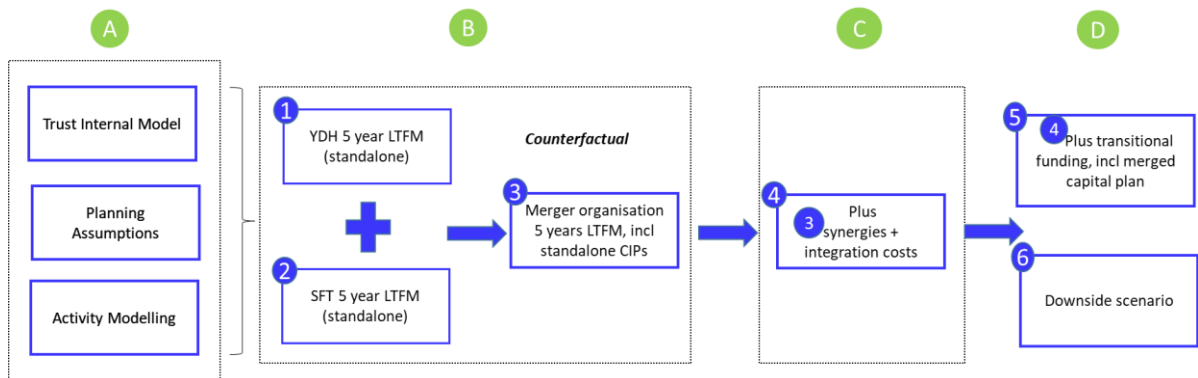 A
B
C
D
Trust Internal Model
Planning
Assumptions
Activity Modelling
1
YDH 5 year LTFM
(standalone)
2
SFT 5 year LTFM
(standalone)
Counterfactual
3
Merger organisation
5 years LTFM, incl
standalone CIPs
4
3
Plus
synergies +
integration costs
5
4
Plus transitional
funding, incl merged
capital plan
6
Downside scenario